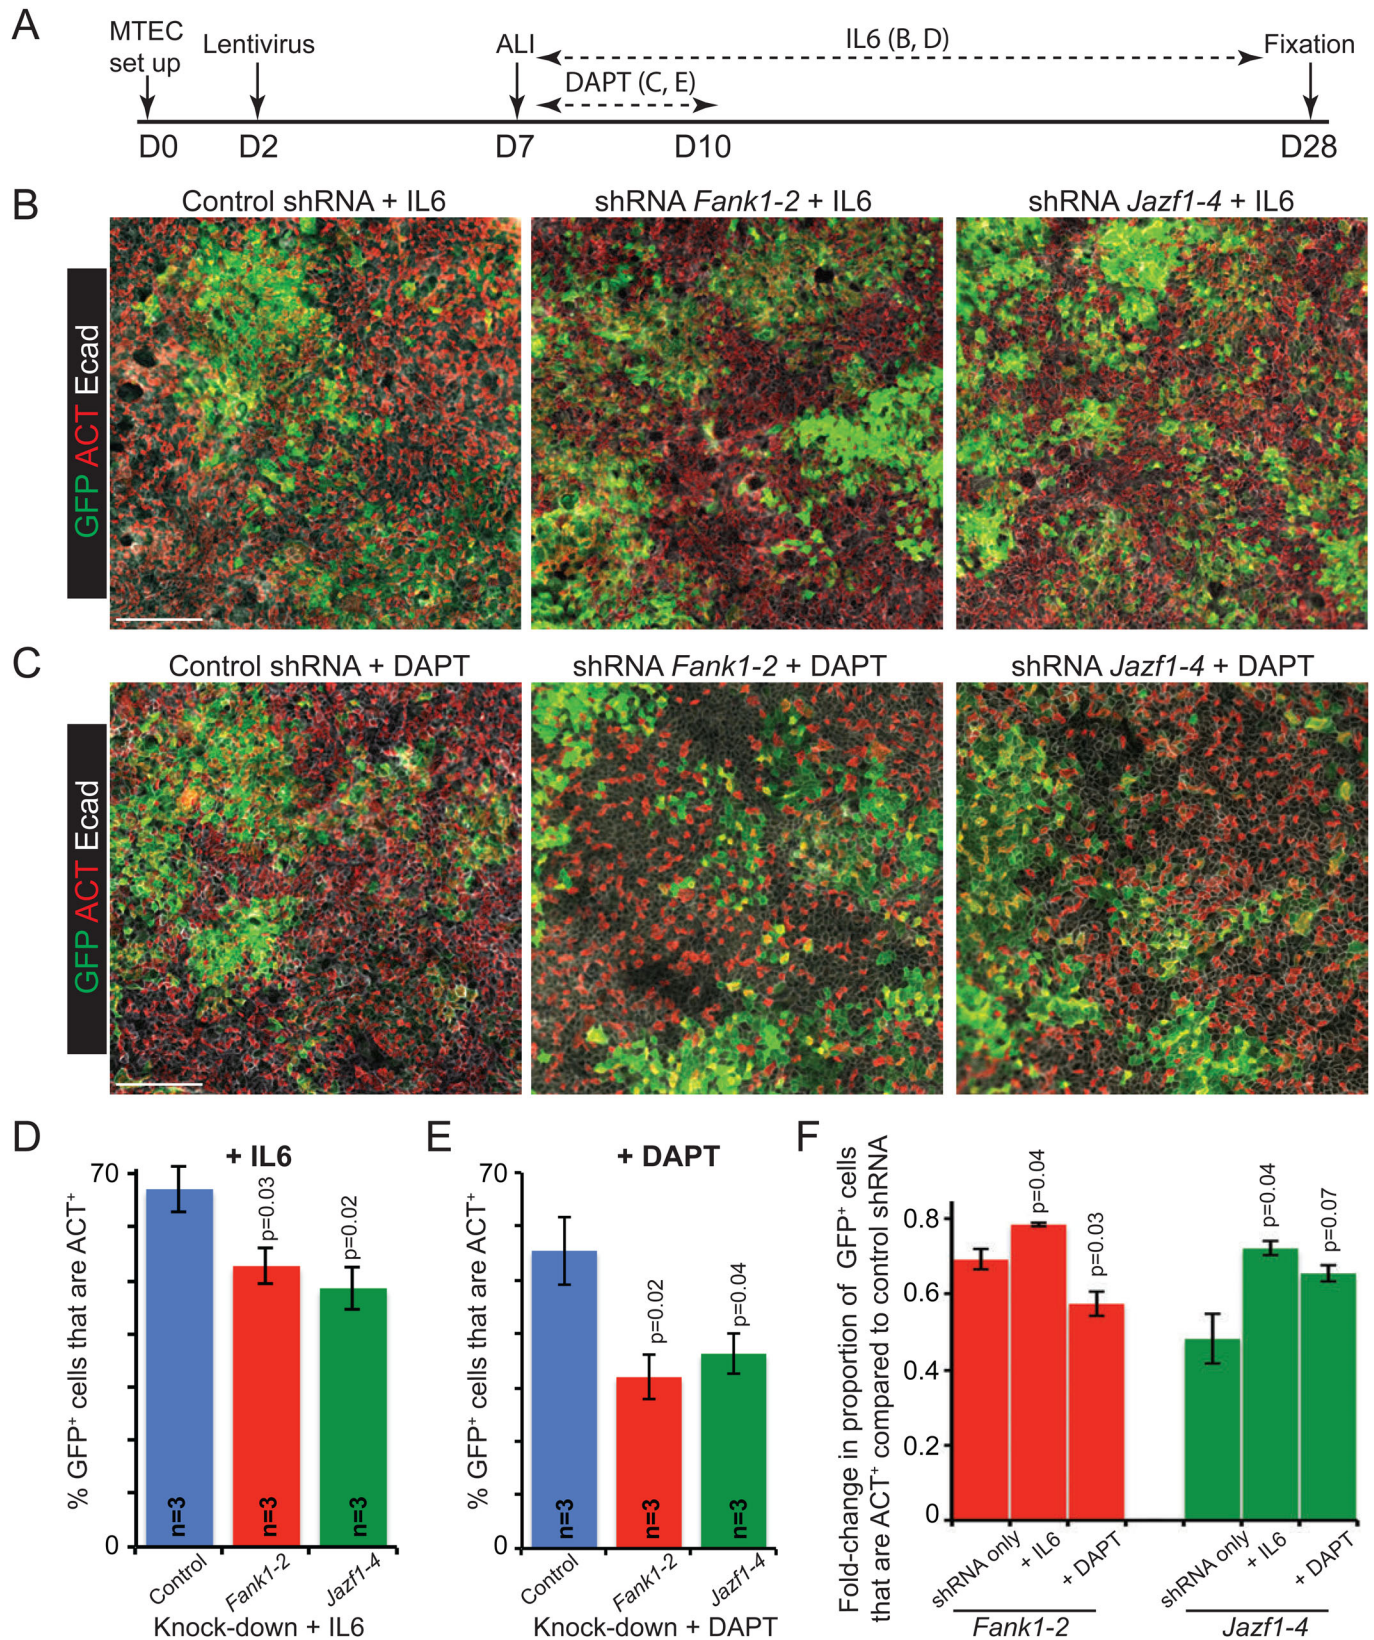 A
MTEC
set up
Lentivirus
ALI
IL6 (B, D)
Fixation
DAPT (C, E)
D0
D2
D7
D10
D28
B
Control shRNA + IL6
shRNA Fank1-2 + IL6
shRNA Jazf1-4 + IL6
GFP ACT Ecad
C
Control shRNA + DAPT
shRNA Fank1-2 + DAPT
shRNA Jazf1-4 + DAPT
GFP ACT Ecad
D
+ IL6
% GFP⁺ cells that are ACT⁺
70
0
p=0.03
p=0.02
n=3
n=3
n=3
Control
Fank1-2
Jazf1-4
Knock-down + IL6
E
+ DAPT
% GFP⁺ cells that are ACT⁺
70
0
p=0.02
p=0.04
n=3
n=3
n=3
Control
Fank1-2
Jazf1-4
Knock-down + DAPT
F
Fold-change in proportion of GFP⁺ cells
that are ACT⁺ compared to control shRNA
0.8
0.6
0.4
0.2
0
p=0.04
p=0.03
p=0.04
p=0.07
shRNA only
+ IL6
+ DAPT
shRNA only
+ IL6
+ DAPT
Fank1-2
Jazf1-4